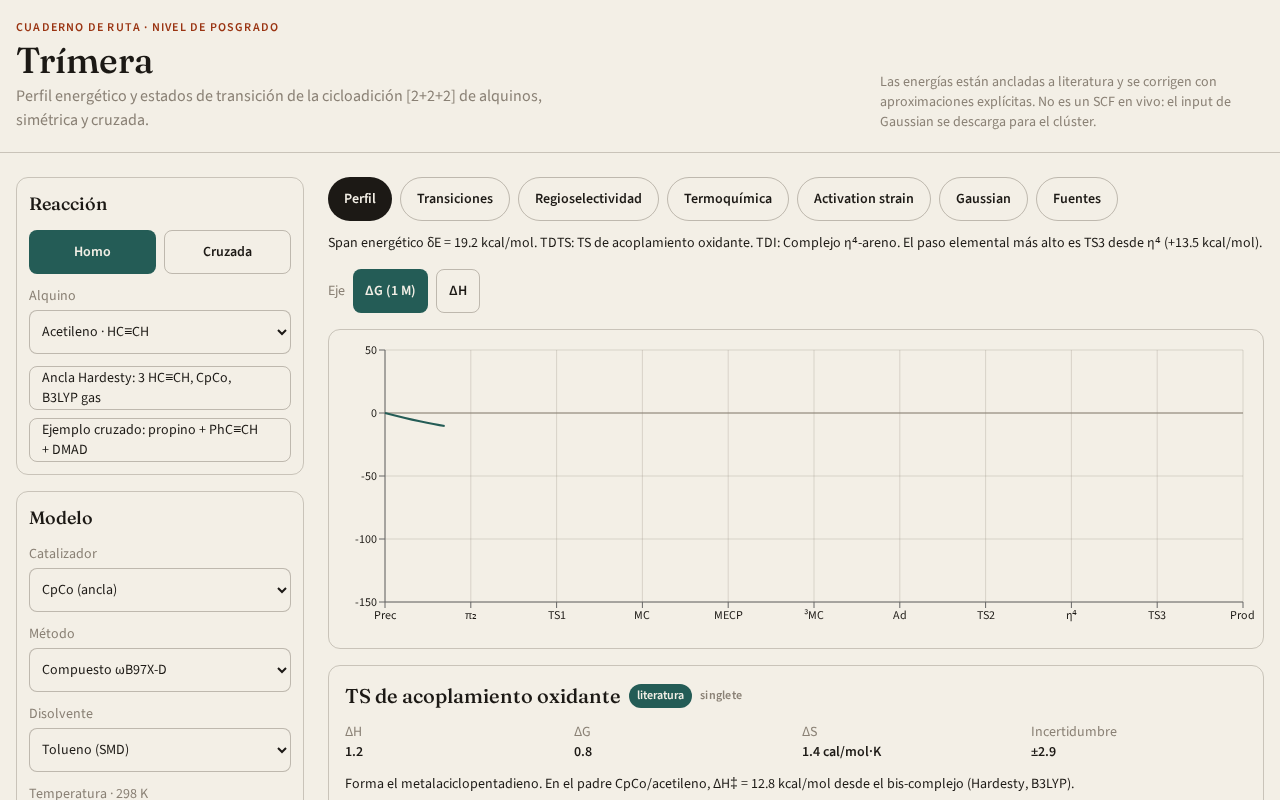 CUADERNO DE RUTA · NIVEL DE POSGRADO
Trímera
Perfil energético y estados de transición de la cicloadición [2+2+2] de alquinos,
simétrica y cruzada.
Las energías están ancladas a literatura y se corrigen con
aproximaciones explícitas. No es un SCF en vivo: el input de
Gaussian se descarga para el clúster.
Reacción
Homo
Cruzada
Alquino
Acetileno · HC≡CH
Ancla Hardesty: 3 HC≡CH, CpCo,
B3LYP gas
Ejemplo cruzado: propino + PhC≡CH
+ DMAD
Modelo
Catalizador
CpCo (ancla)
Método
Compuesto ωB97X-D
Disolvente
Tolueno (SMD)
Temperatura · 298 K
Perfil
Transiciones
Regioselectividad
Termoquímica
Activation strain
Gaussian
Fuentes
Span energético δE = 19.2 kcal/mol. TDTS: TS de acoplamiento oxidante. TDI: Complejo η⁴-areno. El paso elemental más alto es TS3 desde η⁴ (+13.5 kcal/mol).
Eje
ΔG (1 M)
ΔH
50
0
-50
-100
-150
Prec
π₂
TS1
MC
MECP
³MC
Ad
TS2
η⁴
TS3
Prod
TS de acoplamiento oxidante
literatura
singlete
ΔH
ΔG
ΔS
Incertidumbre
1.2
0.8
1.4 cal/mol·K
±2.9
Forma el metalaciclopentadieno. En el padre CpCo/acetileno, ΔH‡ = 12.8 kcal/mol desde el bis-complejo (Hardesty, B3LYP).